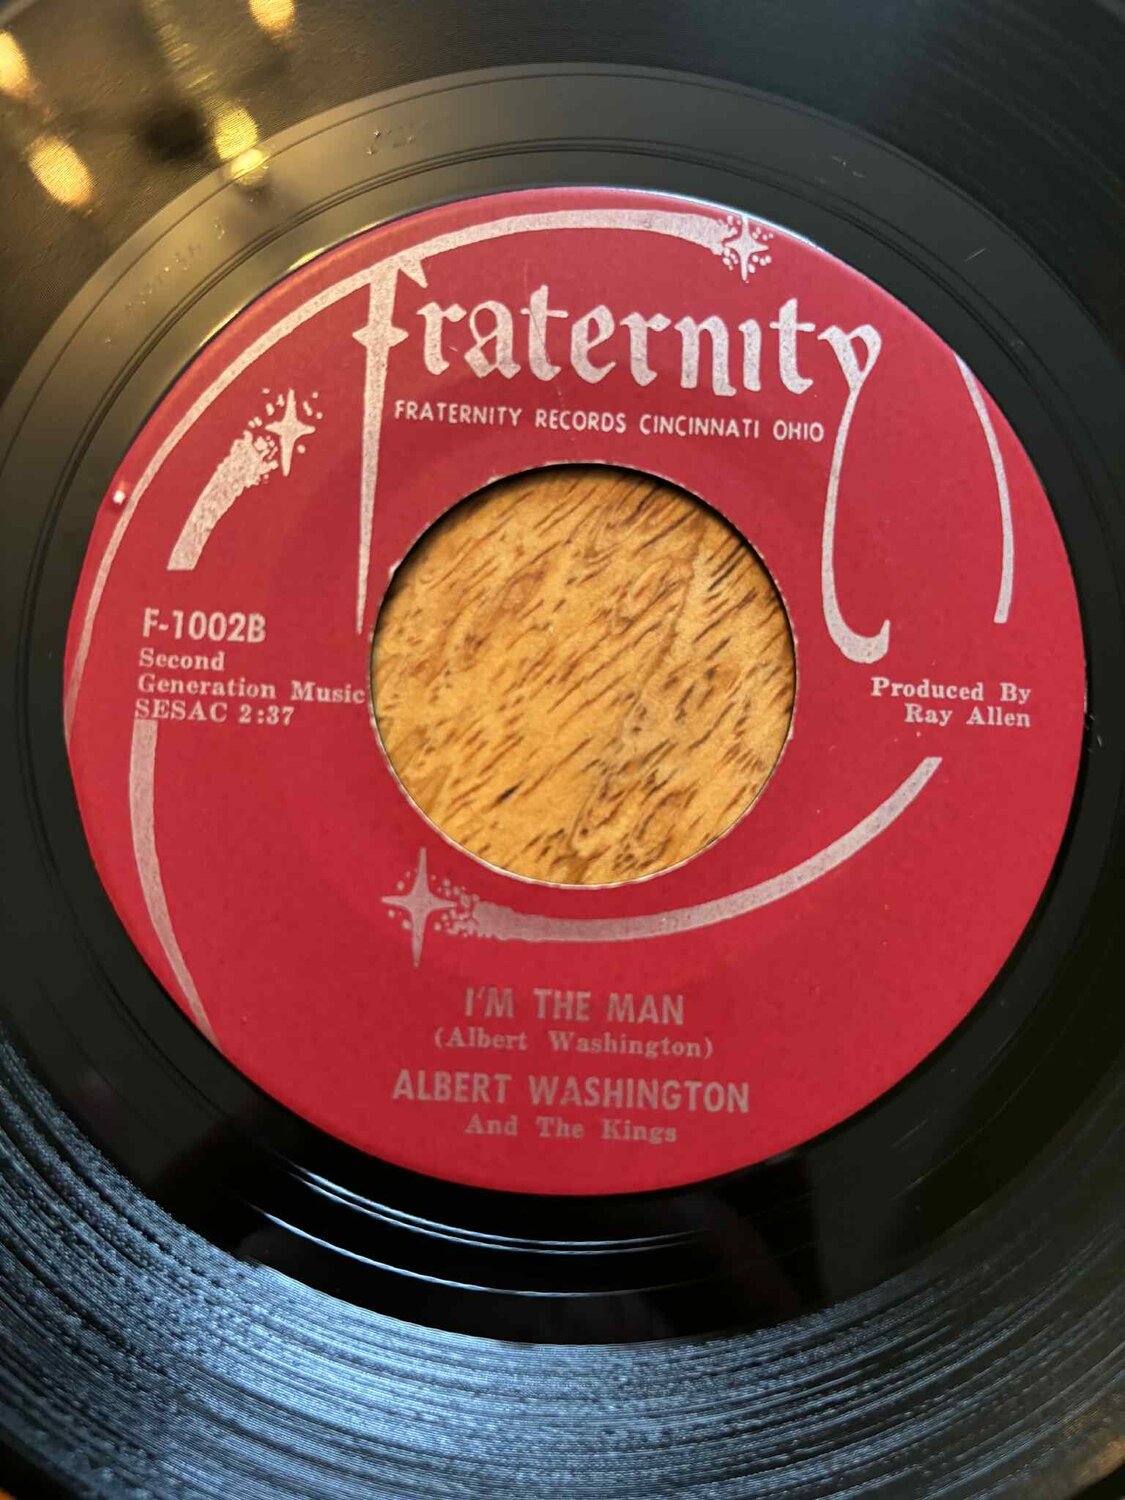 Fraternity
FRATERNITY RECORDS CINCINNATI OHIO
F-1002B
Second
Generation Music
SESAC 2:37
Produced By
Ray Allen
I'M THE MAN
(Albert Washington)
ALBERT WASHINGTON
And The Kings